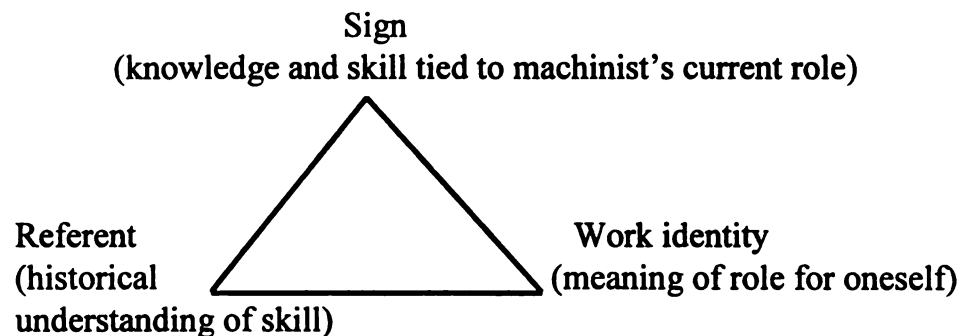 Sign
(knowledge and skill tied to machinist's current role)
Referent
(historical
understanding of skill)
Work identity
(meaning of role for oneself)